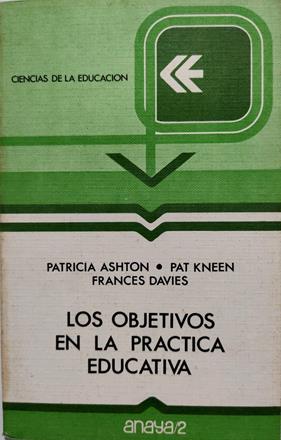 CIENCIAS DE LA EDUCACION
PATRICIA ASHTON • PAT KNEEN
FRANCES DAVIES
LOS OBJETIVOS
EN LA PRACTICA
EDUCATIVA
anaya/2